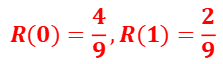 R(0) = 4/9, R(1) = 2/9